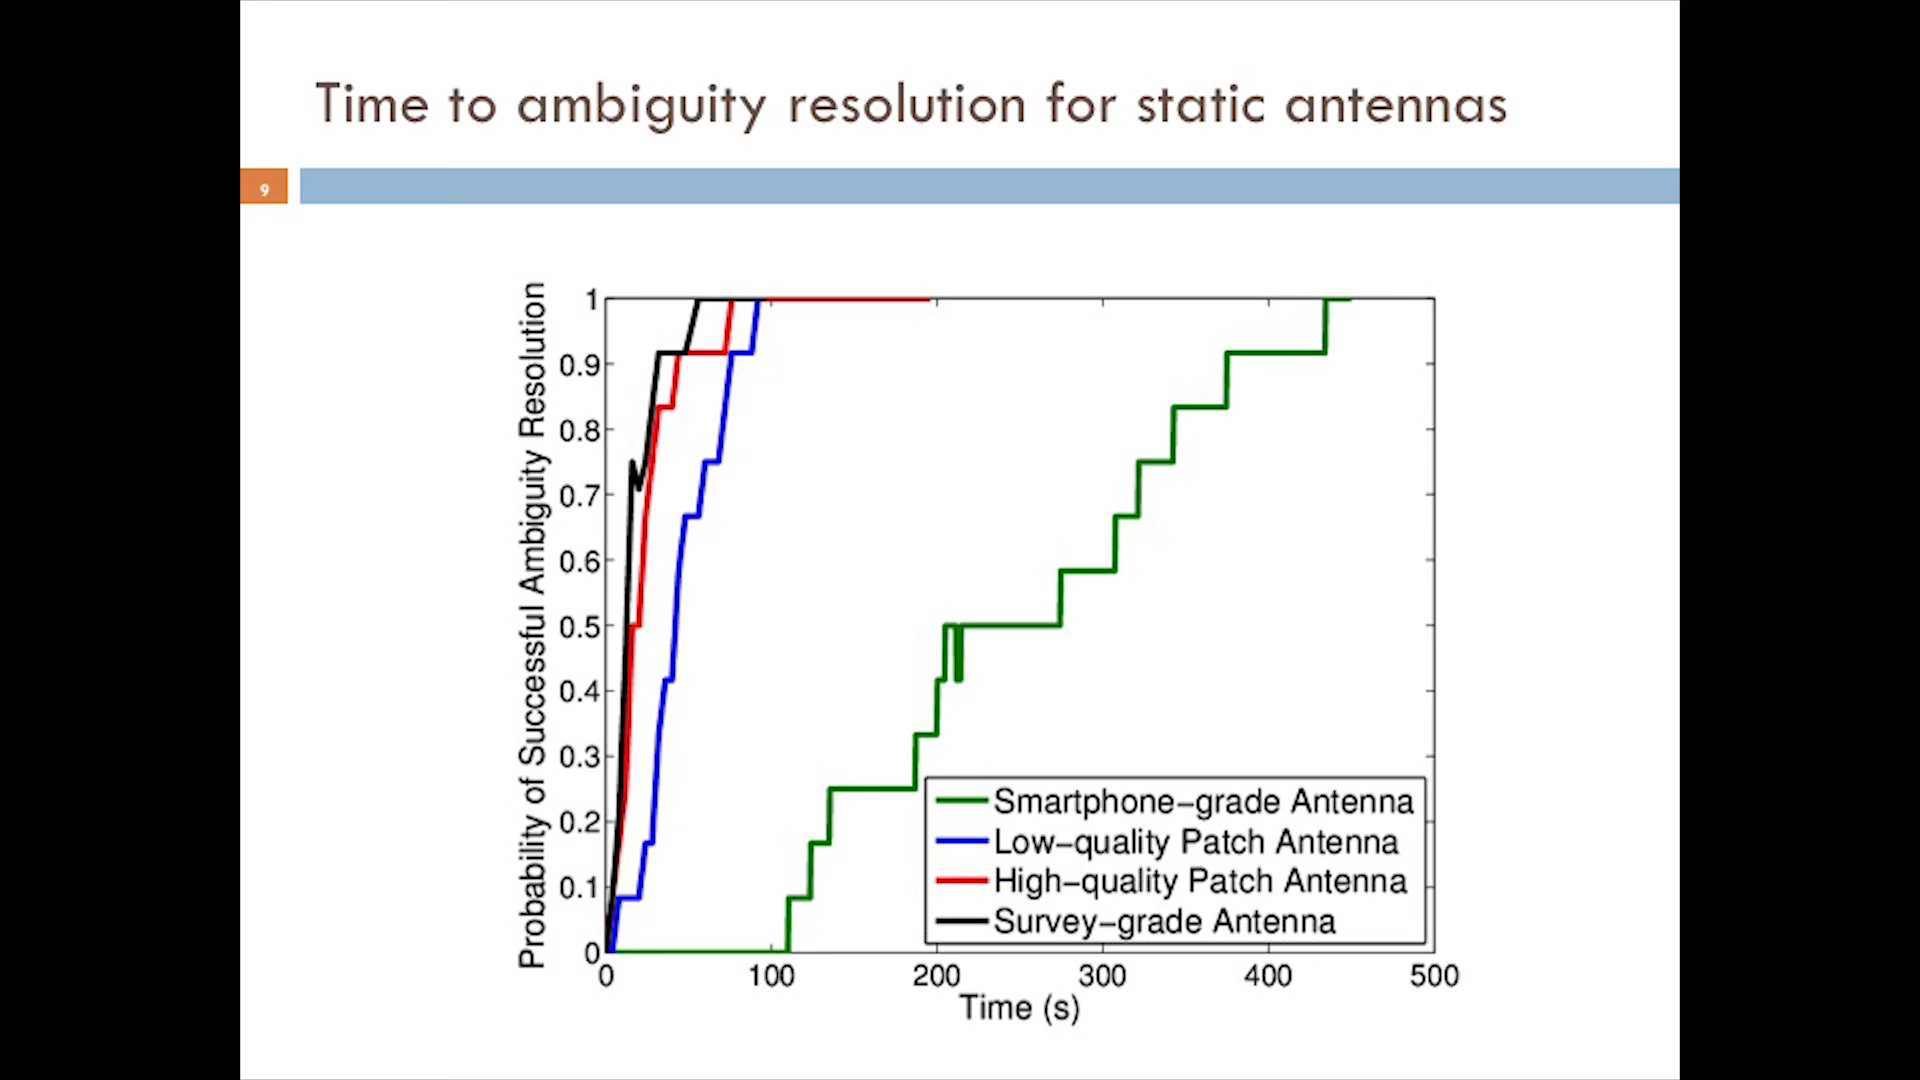 Time to ambiguity resolution for static antennas
9
Probability of Successful Ambiguity Resolution
1
0.9
0.8
0.7
0.6
0.5
0.4
0.3
0.2
0.1
0
Smartphone-grade Antenna
Low-quality Patch Antenna
High-quality Patch Antenna
Survey-grade Antenna
0 100 200 300 400 500
Time (s)